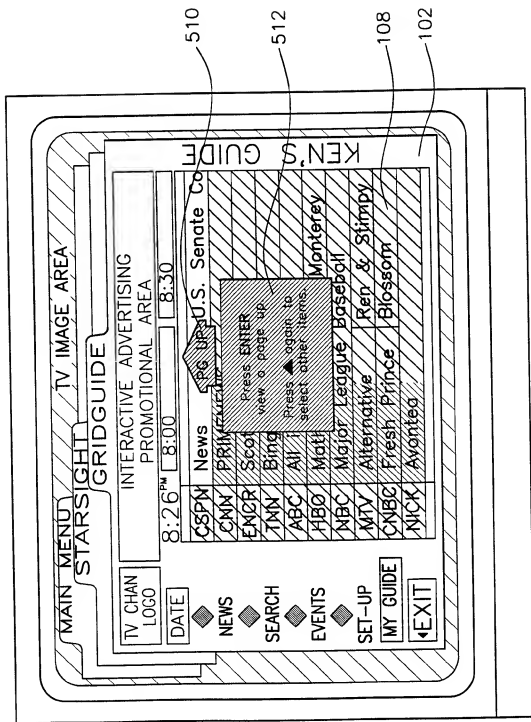 MAIN MENU
TV IMAGE AREA
STARSIGHT
GRIDGUIDE
TV CHAN
LOGO
INTERACTIVE ADVERTISING
PROMOTIONAL AREA
DATE
8:26PM 8:00 8:30
NEWS
SEARCH
EVENTS
SET-UP
MY GUIDE
◂EXIT
CSPN News PG UP U.S. Senate Co
CNN
ENCR
TNN Bing
ABC All i
HBO Monterey
NBC Major League Baseball
MTV Alternative Ren & Stimpy
CNBC Fresh Prince Blossom
NICK Avontea
Press ENTER
view a page up.
Press ▲ again to
select other items.
KEN'S GUIDE
510
512
108
102